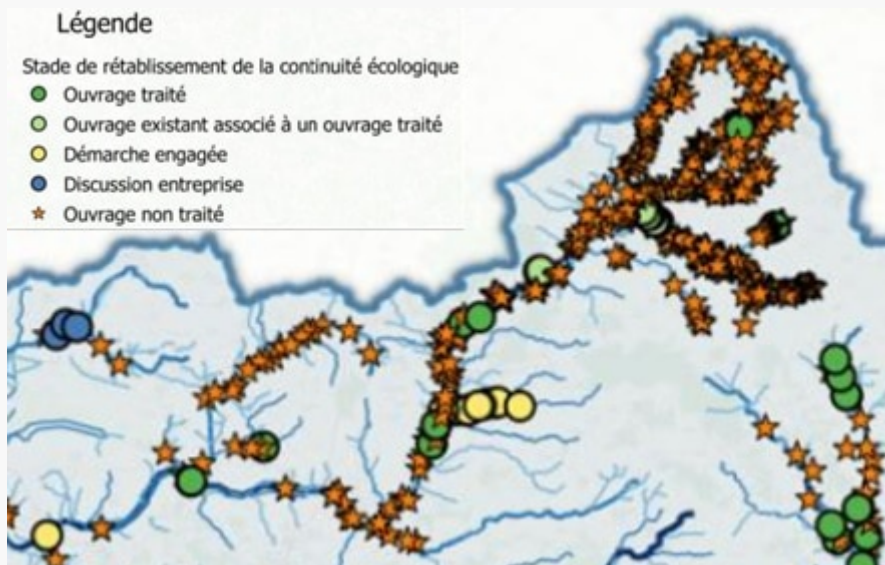 Légende
Stade de rétablissement de la continuité écologique
Ouvrage traité
Ouvrage existant associé à un ouvrage traité
Démarche engagée
Discussion entreprise
Ouvrage non traité